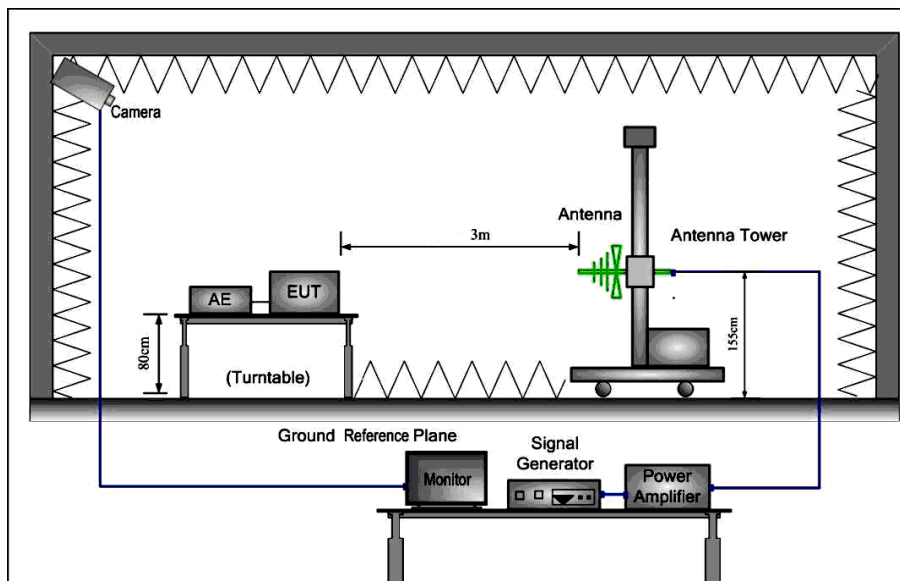 Camera
Antenna
3m
Antenna Tower
AE
EUT
80cm
155cm
(Turntable)
Ground Reference Plane
Signal
Generator
Monitor
Power
Amplifier